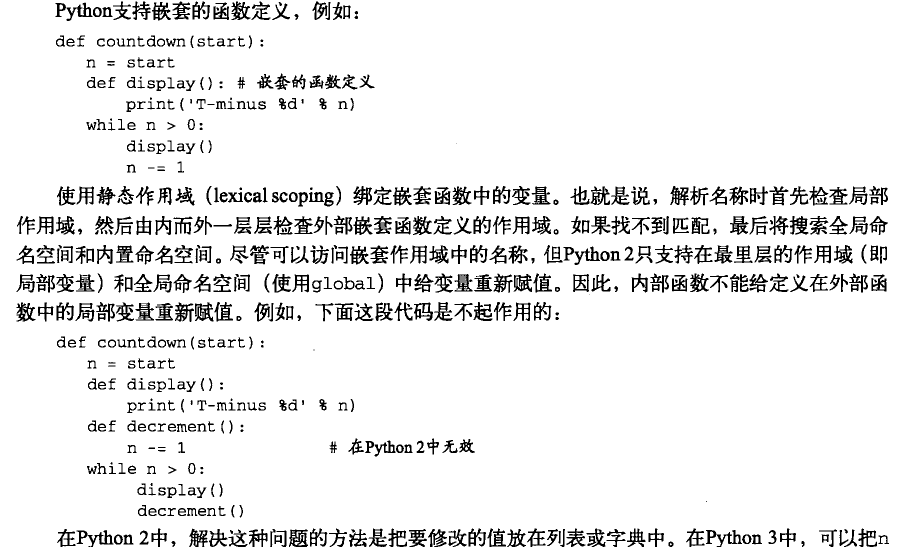 Python支持嵌套的函数定义，例如：
def countdown(start):
n = start
def display(): # 嵌套的函数定义
print('T-minus %d' % n)
while n > 0:
display()
n -= 1
使用静态作用域（lexical scoping）绑定嵌套函数中的变量。也就是说，解析名称时首先检查局部
作用域，然后由内而外一层层检查外部嵌套函数定义的作用域。如果找不到匹配，最后将搜索全局命
名空间和内置命名空间。尽管可以访问嵌套作用域中的名称，但Python 2只支持在最里层的作用域（即
局部变量）和全局命名空间（使用global）中给变量重新赋值。因此，内部函数不能给定义在外部函
数中的局部变量重新赋值。例如，下面这段代码是不起作用的：
def countdown(start):
n = start
def display():
print('T-minus %d' % n)
def decrement():
n -= 1 # 在Python 2中无效
while n > 0:
display()
decrement()
在Python 2中，解决这种问题的方法是把要修改的值放在列表或字典中。在Python 3中，可以把n